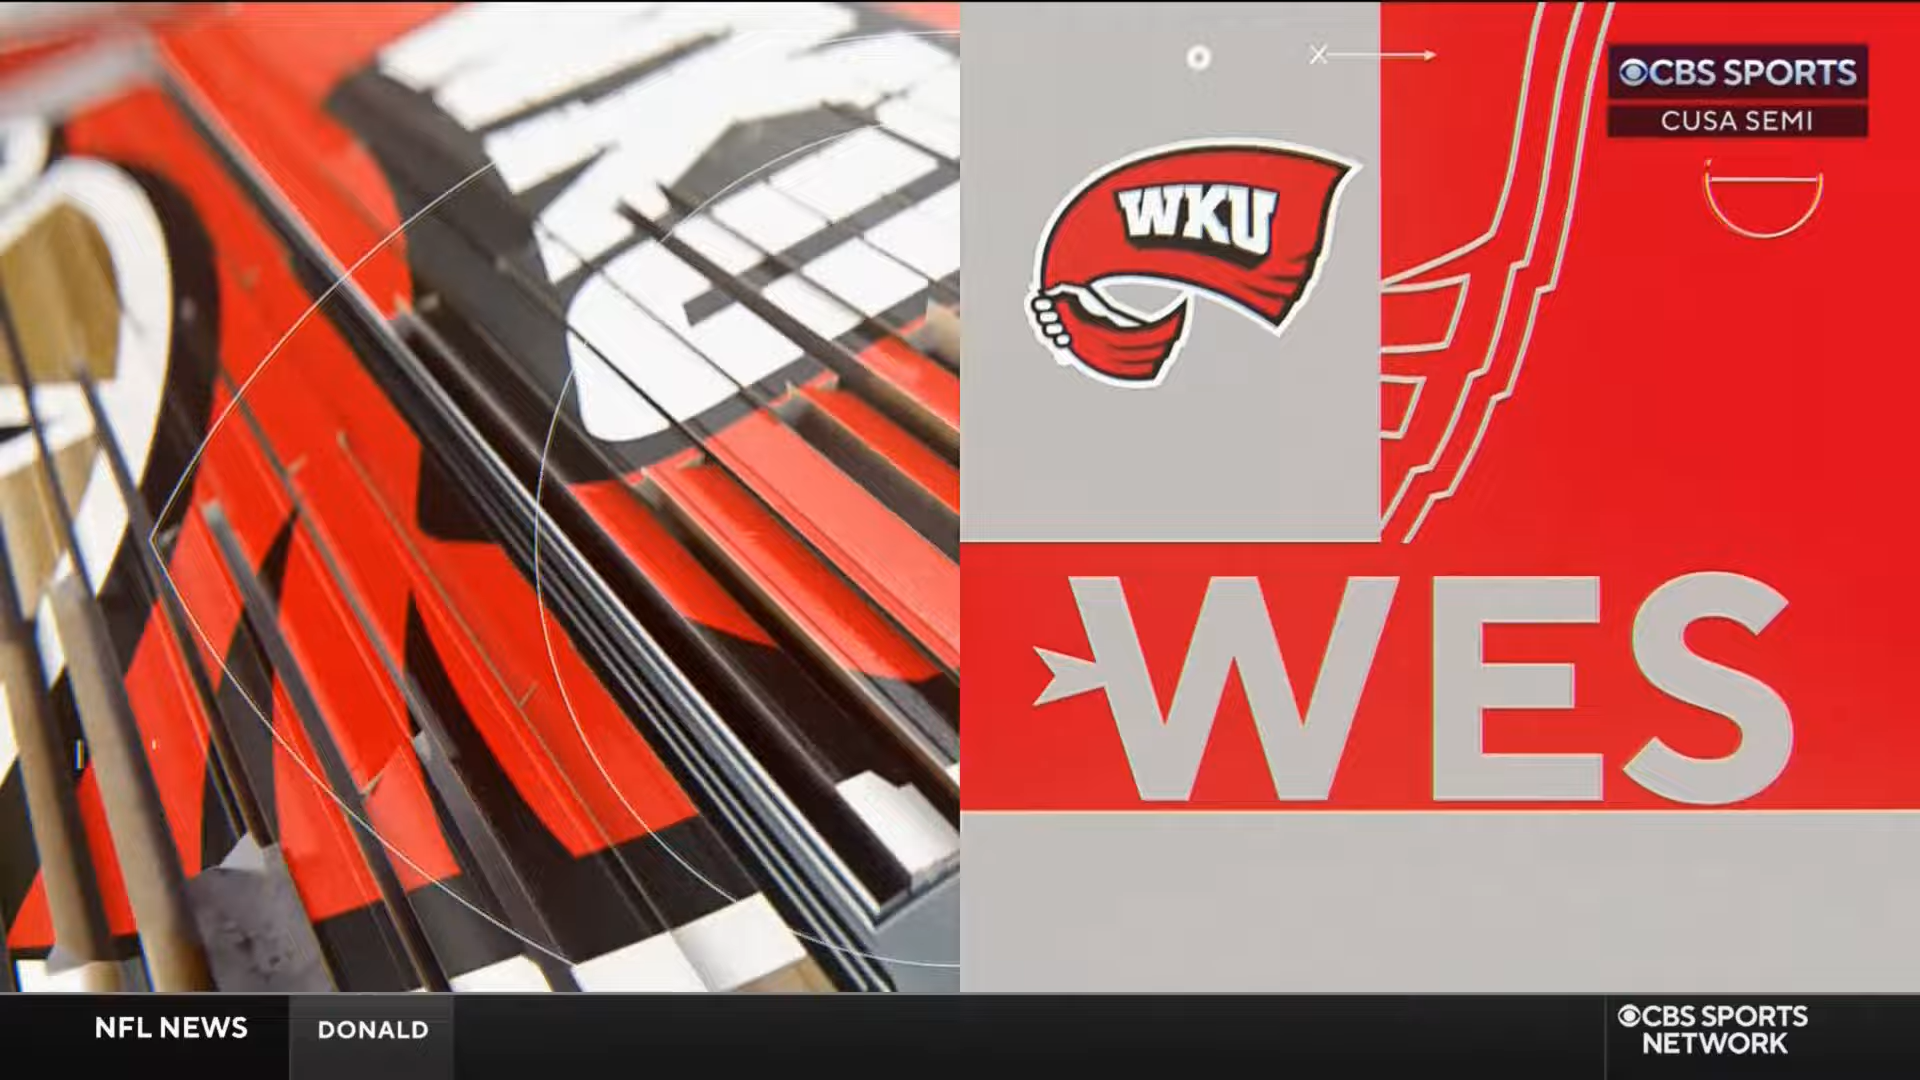 CBS SPORTS
CUSA SEMI
WKU
WES
NFL NEWS
DONALD
CBS SPORTS
NETWORK